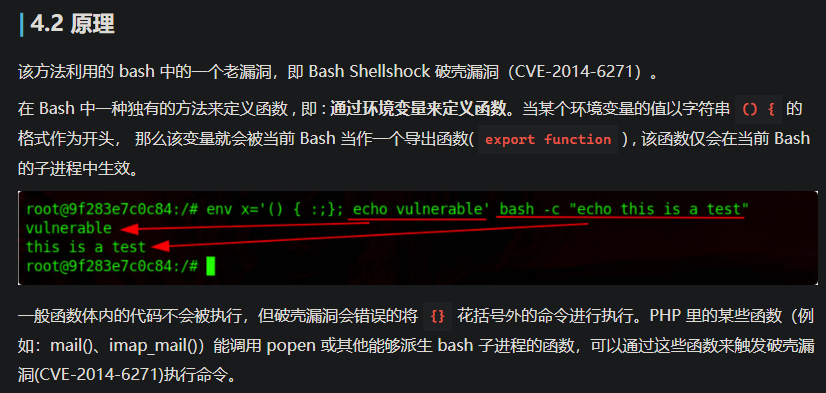 4.2 原理
该方法利用的 bash 中的一个老漏洞，即 Bash Shellshock 破壳漏洞（CVE-2014-6271）。
在 Bash 中一种独有的方法来定义函数 , 即 : 通过环境变量来定义函数。当某个环境变量的值以字符串 () { 的
格式作为开头， 那么该变量就会被当前 Bash 当作一个导出函数( export function ) , 该函数仅会在当前 Bash
的子进程中生效。
root@9f283e7c0c84:/# env x='() { :;}; echo vulnerable' bash -c "echo this is a test"
vulnerable
this is a test
root@9f283e7c0c84:/#
一般函数体内的代码不会被执行，但破壳漏洞会错误的将 {} 花括号外的命令进行执行。PHP 里的某些函数（例
如：mail()、imap_mail()）能调用 popen 或其他能够派生 bash 子进程的函数，可以通过这些函数来触发破壳漏
洞(CVE-2014-6271)执行命令。